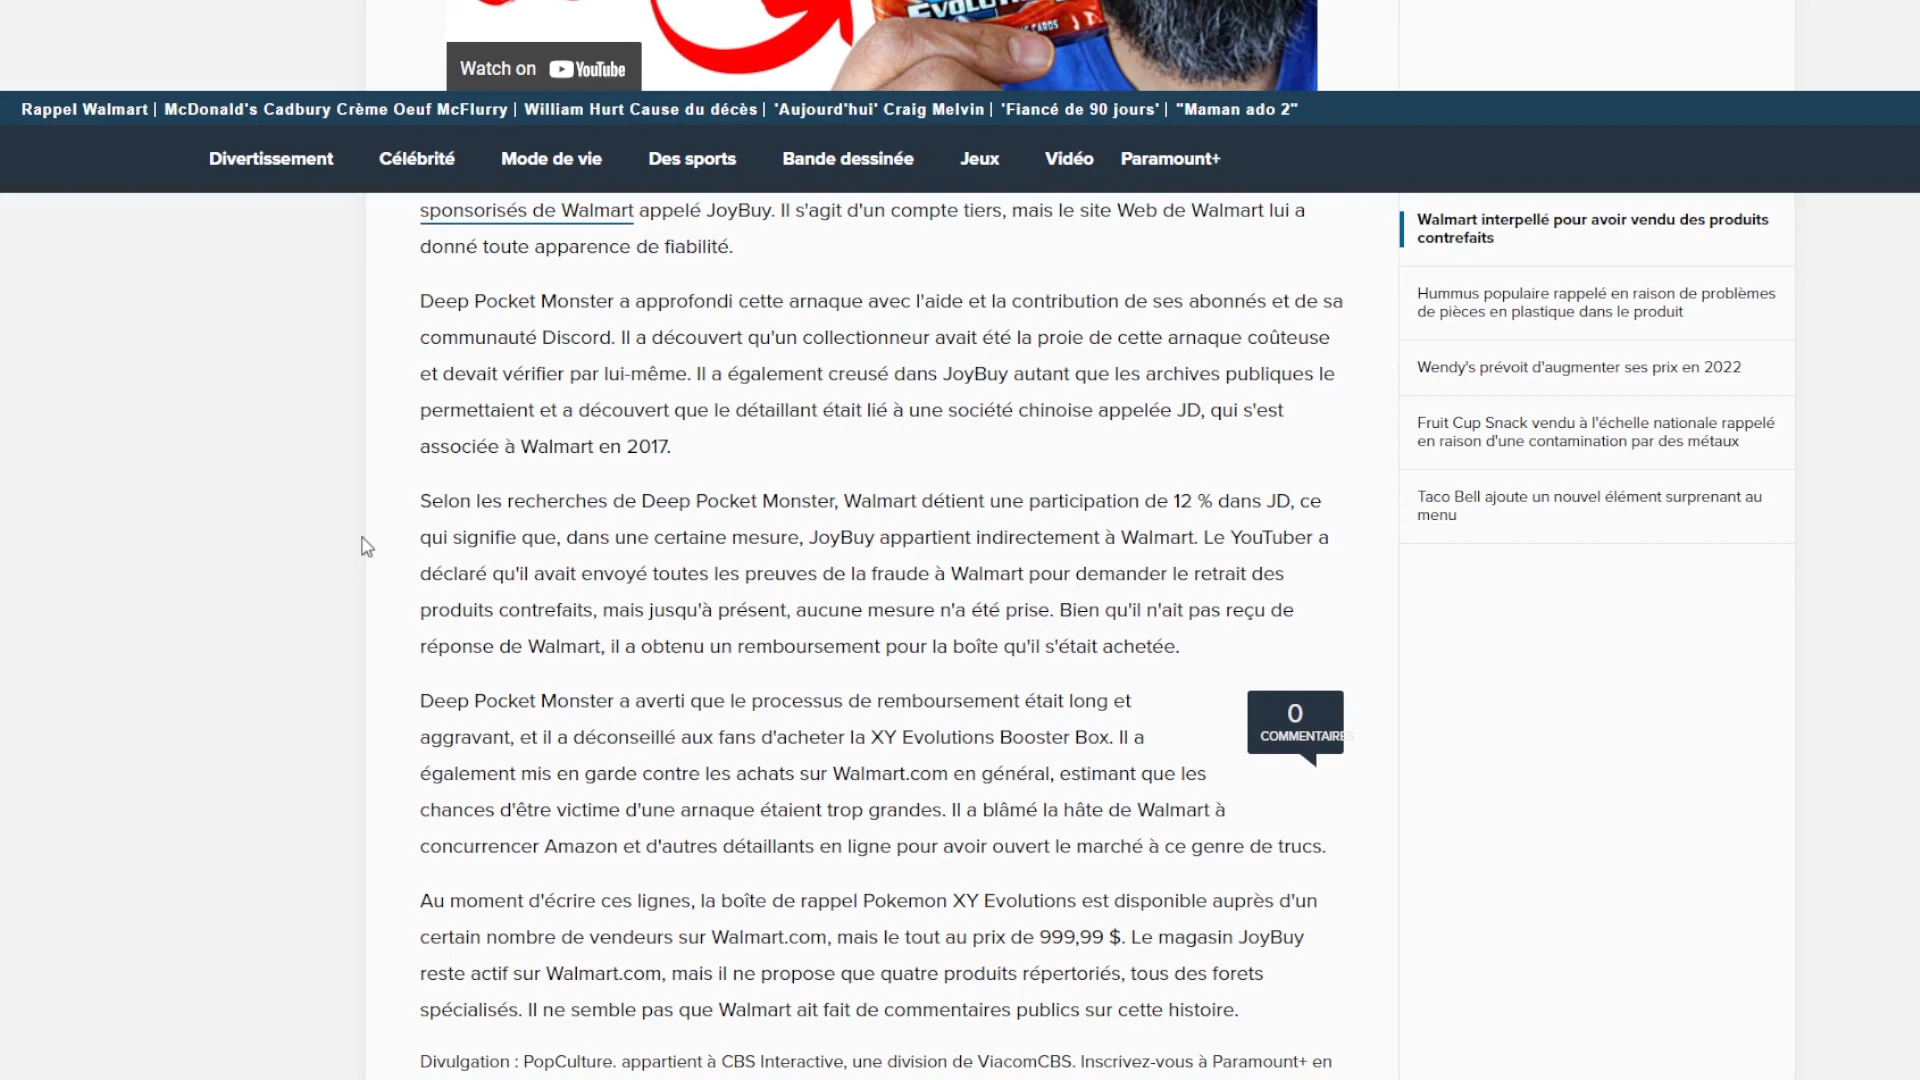 EVOLUTIONS
CARDS
Watch on YouTube
Rappel Walmart | McDonald's Cadbury Crème Oeuf McFlurry | William Hurt Cause du décès | 'Aujourd'hui' Craig Melvin | 'Fiancé de 90 jours' | "Maman ado 2"
Divertissement Célébrité Mode de vie Des sports Bande dessinée Jeux Vidéo Paramount+
sponsorisés de Walmart appelé JoyBuy. Il s'agit d'un compte tiers, mais le site Web de Walmart lui a
donné toute apparence de fiabilité.
Deep Pocket Monster a approfondi cette arnaque avec l'aide et la contribution de ses abonnés et de sa
communauté Discord. Il a découvert qu'un collectionneur avait été la proie de cette arnaque coûteuse
et devait vérifier par lui-même. Il a également creusé dans JoyBuy autant que les archives publiques le
permettaient et a découvert que le détaillant était lié à une société chinoise appelée JD, qui s'est
associée à Walmart en 2017.
Selon les recherches de Deep Pocket Monster, Walmart détient une participation de 12 % dans JD, ce
qui signifie que, dans une certaine mesure, JoyBuy appartient indirectement à Walmart. Le YouTuber a
déclaré qu'il avait envoyé toutes les preuves de la fraude à Walmart pour demander le retrait des
produits contrefaits, mais jusqu'à présent, aucune mesure n'a été prise. Bien qu'il n'ait pas reçu de
réponse de Walmart, il a obtenu un remboursement pour la boîte qu'il s'était achetée.
Deep Pocket Monster a averti que le processus de remboursement était long et
aggravant, et il a déconseillé aux fans d'acheter la XY Evolutions Booster Box. Il a
également mis en garde contre les achats sur Walmart.com en général, estimant que les
chances d'être victime d'une arnaque étaient trop grandes. Il a blâmé la hâte de Walmart à
concurrencer Amazon et d'autres détaillants en ligne pour avoir ouvert le marché à ce genre de trucs.
0
COMMENTAIRES
Au moment d'écrire ces lignes, la boîte de rappel Pokemon XY Evolutions est disponible auprès d'un
certain nombre de vendeurs sur Walmart.com, mais le tout au prix de 999,99 $. Le magasin JoyBuy
reste actif sur Walmart.com, mais il ne propose que quatre produits répertoriés, tous des forets
spécialisés. Il ne semble pas que Walmart ait fait de commentaires publics sur cette histoire.
Divulgation : PopCulture. appartient à CBS Interactive, une division de ViacomCBS. Inscrivez-vous à Paramount+ en
Walmart interpellé pour avoir vendu des produits
contrefaits
Hummus populaire rappelé en raison de problèmes
de pièces en plastique dans le produit
Wendy's prévoit d'augmenter ses prix en 2022
Fruit Cup Snack vendu à l'échelle nationale rappelé
en raison d'une contamination par des métaux
Taco Bell ajoute un nouvel élément surprenant au
menu